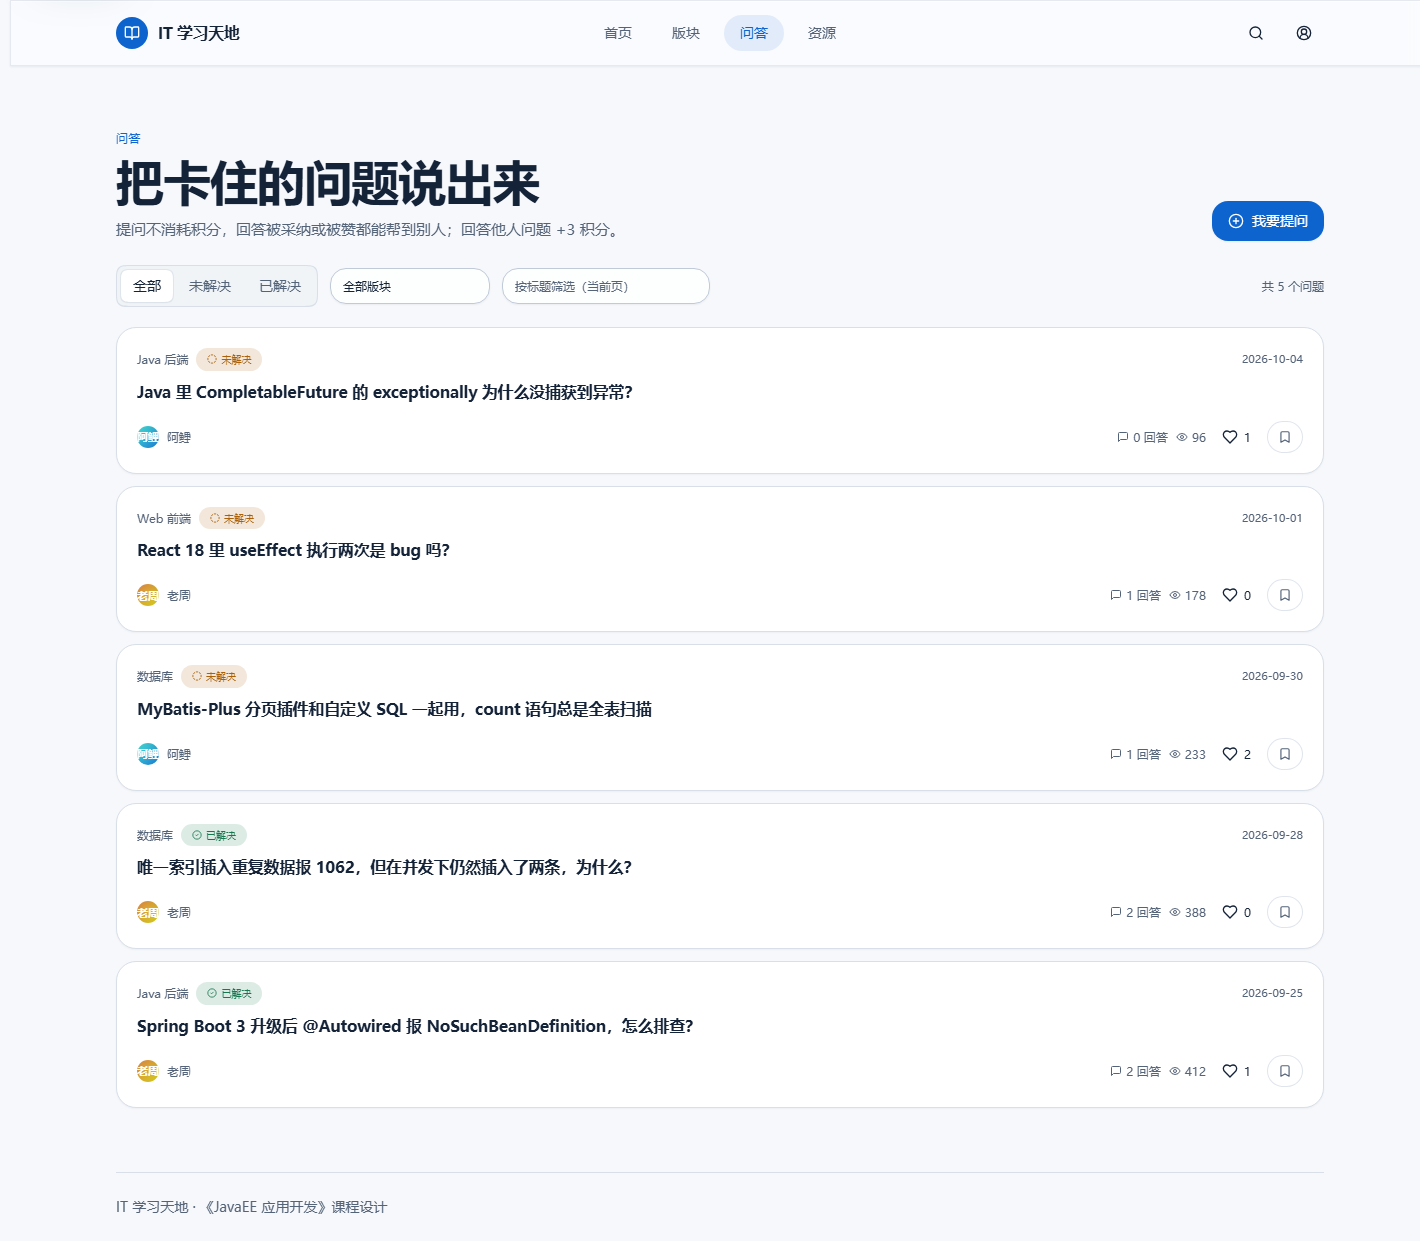 IT 学习天地
首页
版块
问答
资源
问答
把卡住的问题说出来
提问不消耗积分，回答被采纳或被赞都能帮到别人；回答他人问题 +3 积分。
我要提问
全部
未解决
已解决
全部版块
按标题筛选（当前页）
共 5 个问题
Java 后端
未解决
2026-10-04
Java 里 CompletableFuture 的 exceptionally 为什么没捕获到异常？
阿鲤
阿鲤
0 回答
96
1
Web 前端
未解决
2026-10-01
React 18 里 useEffect 执行两次是 bug 吗？
老周
老周
1 回答
178
0
数据库
未解决
2026-09-30
MyBatis-Plus 分页插件和自定义 SQL 一起用，count 语句总是全表扫描
阿鲤
阿鲤
1 回答
233
2
数据库
已解决
2026-09-28
唯一索引插入重复数据报 1062，但在并发下仍然插入了两条，为什么？
老周
老周
2 回答
388
0
Java 后端
已解决
2026-09-25
Spring Boot 3 升级后 @Autowired 报 NoSuchBeanDefinition，怎么排查？
老周
老周
2 回答
412
1
IT 学习天地 · 《JavaEE 应用开发》课程设计